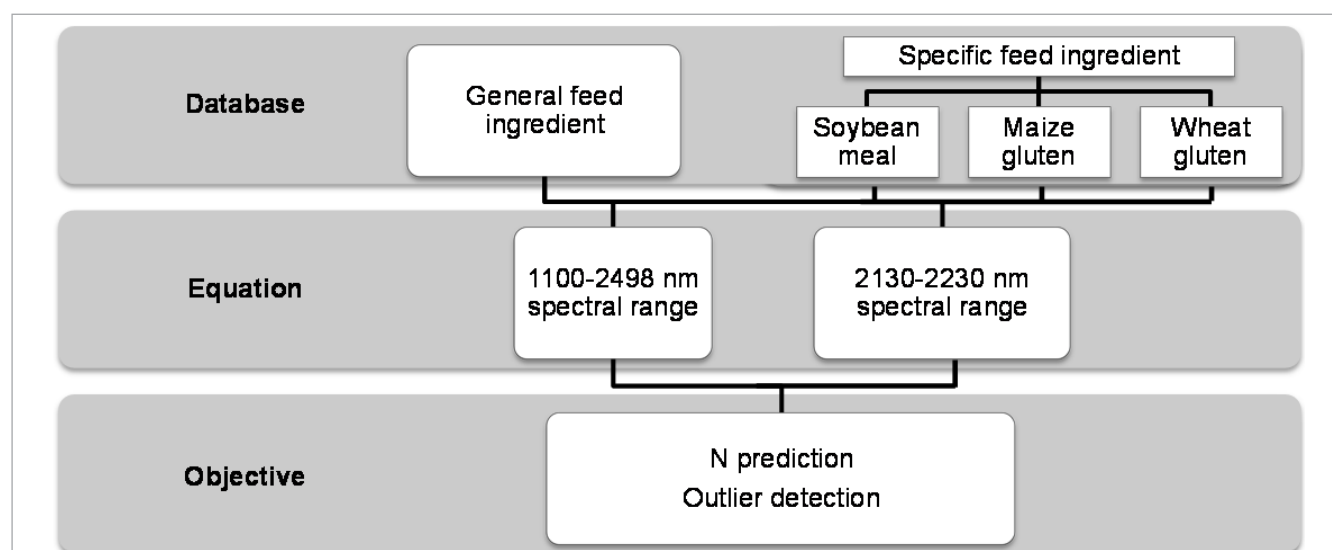 Database
General feed
ingredient
Specific feed ingredient
Soybean
meal
Maize
gluten
Wheat
gluten
Equation
1100-2498 nm
spectral range
2130-2230 nm
spectral range
Objective
N prediction
Outlier detection